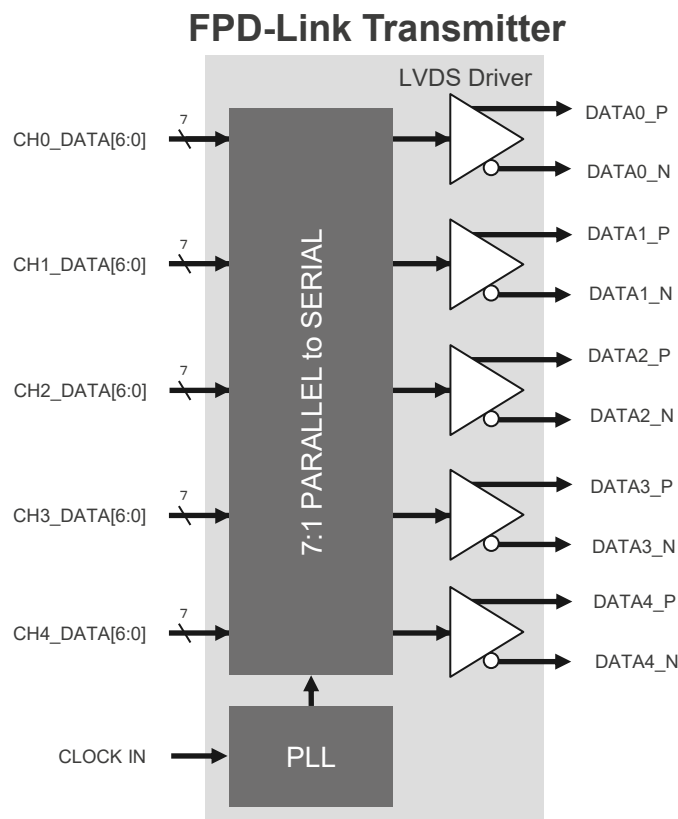 FPD-Link Transmitter
LVDS Driver
CH0_DATA[6:0]
7
DATA0_P
DATA0_N
CH1_DATA[6:0]
7
DATA1_P
DATA1_N
CH2_DATA[6:0]
7
DATA2_P
DATA2_N
CH3_DATA[6:0]
7
DATA3_P
DATA3_N
CH4_DATA[6:0]
7
DATA4_P
DATA4_N
7:1 PARALLEL to SERIAL
CLOCK IN
PLL